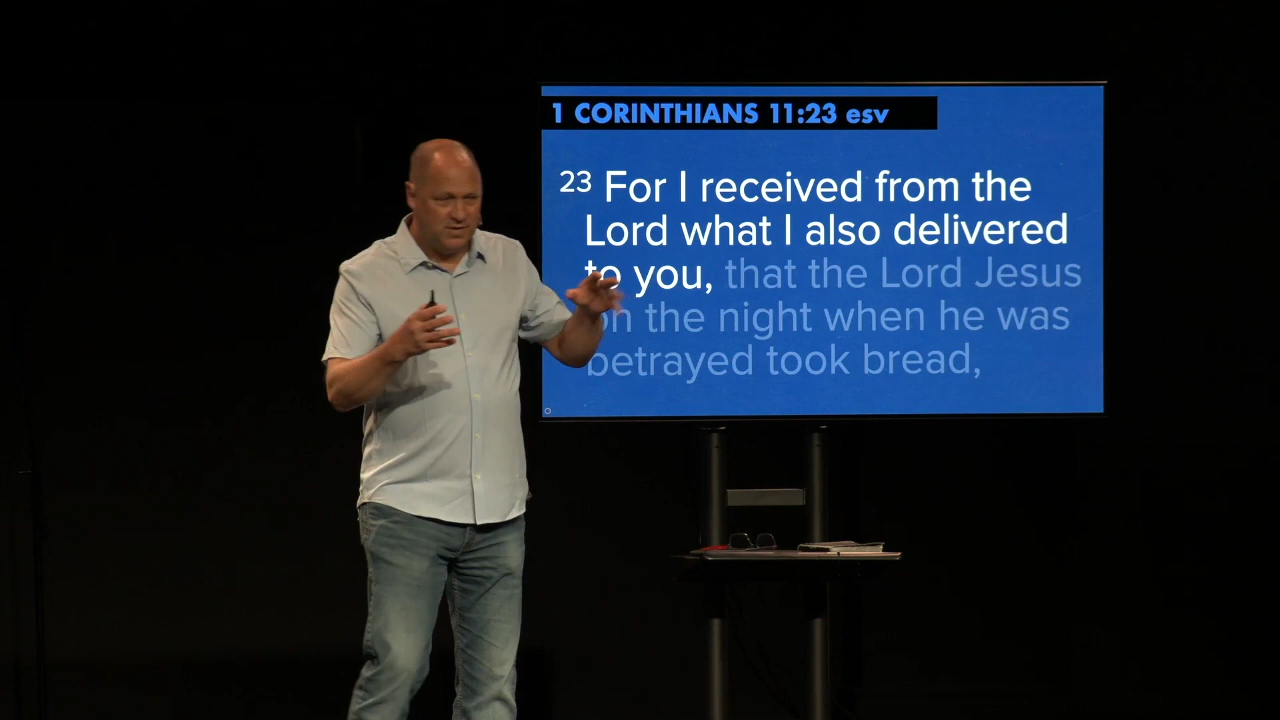 1 CORINTHIANS 11:23 esv
23 For I received from the
Lord what I also delivered
to you, that the Lord Jesus
on the night when he was
betrayed took bread,